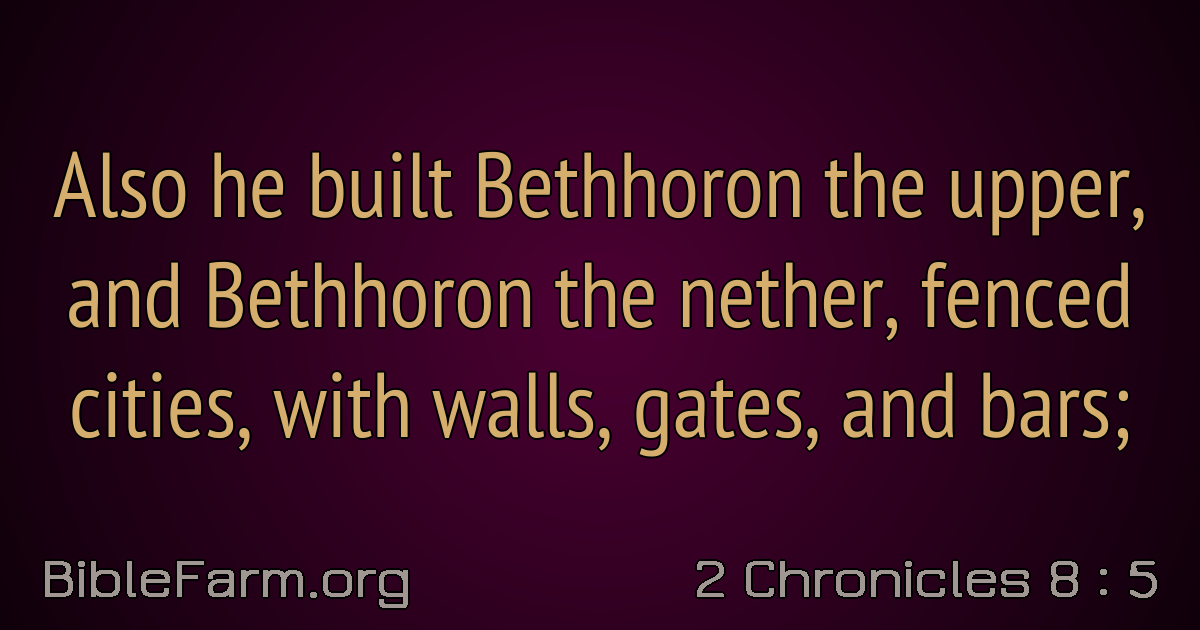 Also he built Bethhoron the upper,
and Bethhoron the nether, fenced
cities, with walls, gates, and bars;
BibleFarm.org
2 Chronicles 8 : 5